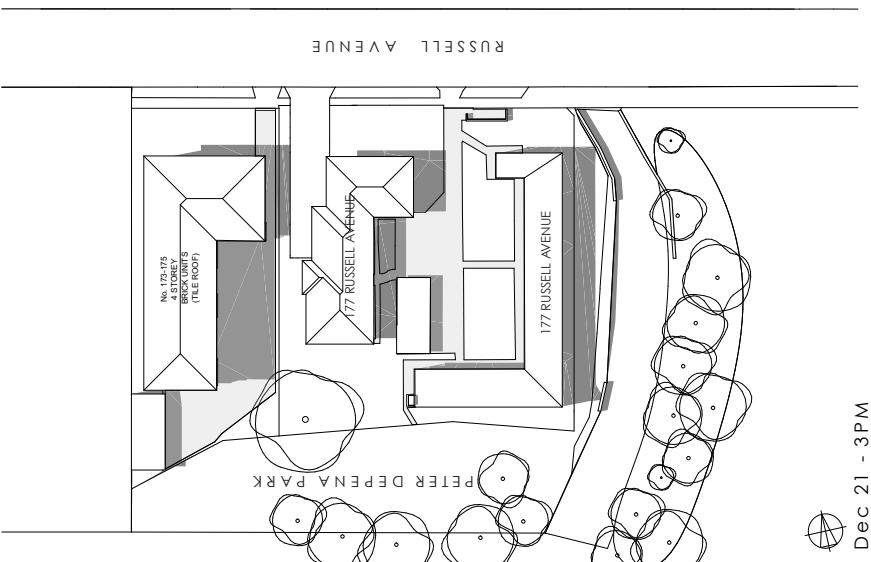 RUSSELL AVENUE
No. 173-175
4 STOREY
BRICK UNITS
(TILE ROOF)
177 RUSSELL AVENUE
177 RUSSELL AVENUE
PETER DEPENA PARK
Dec 21 - 3PM